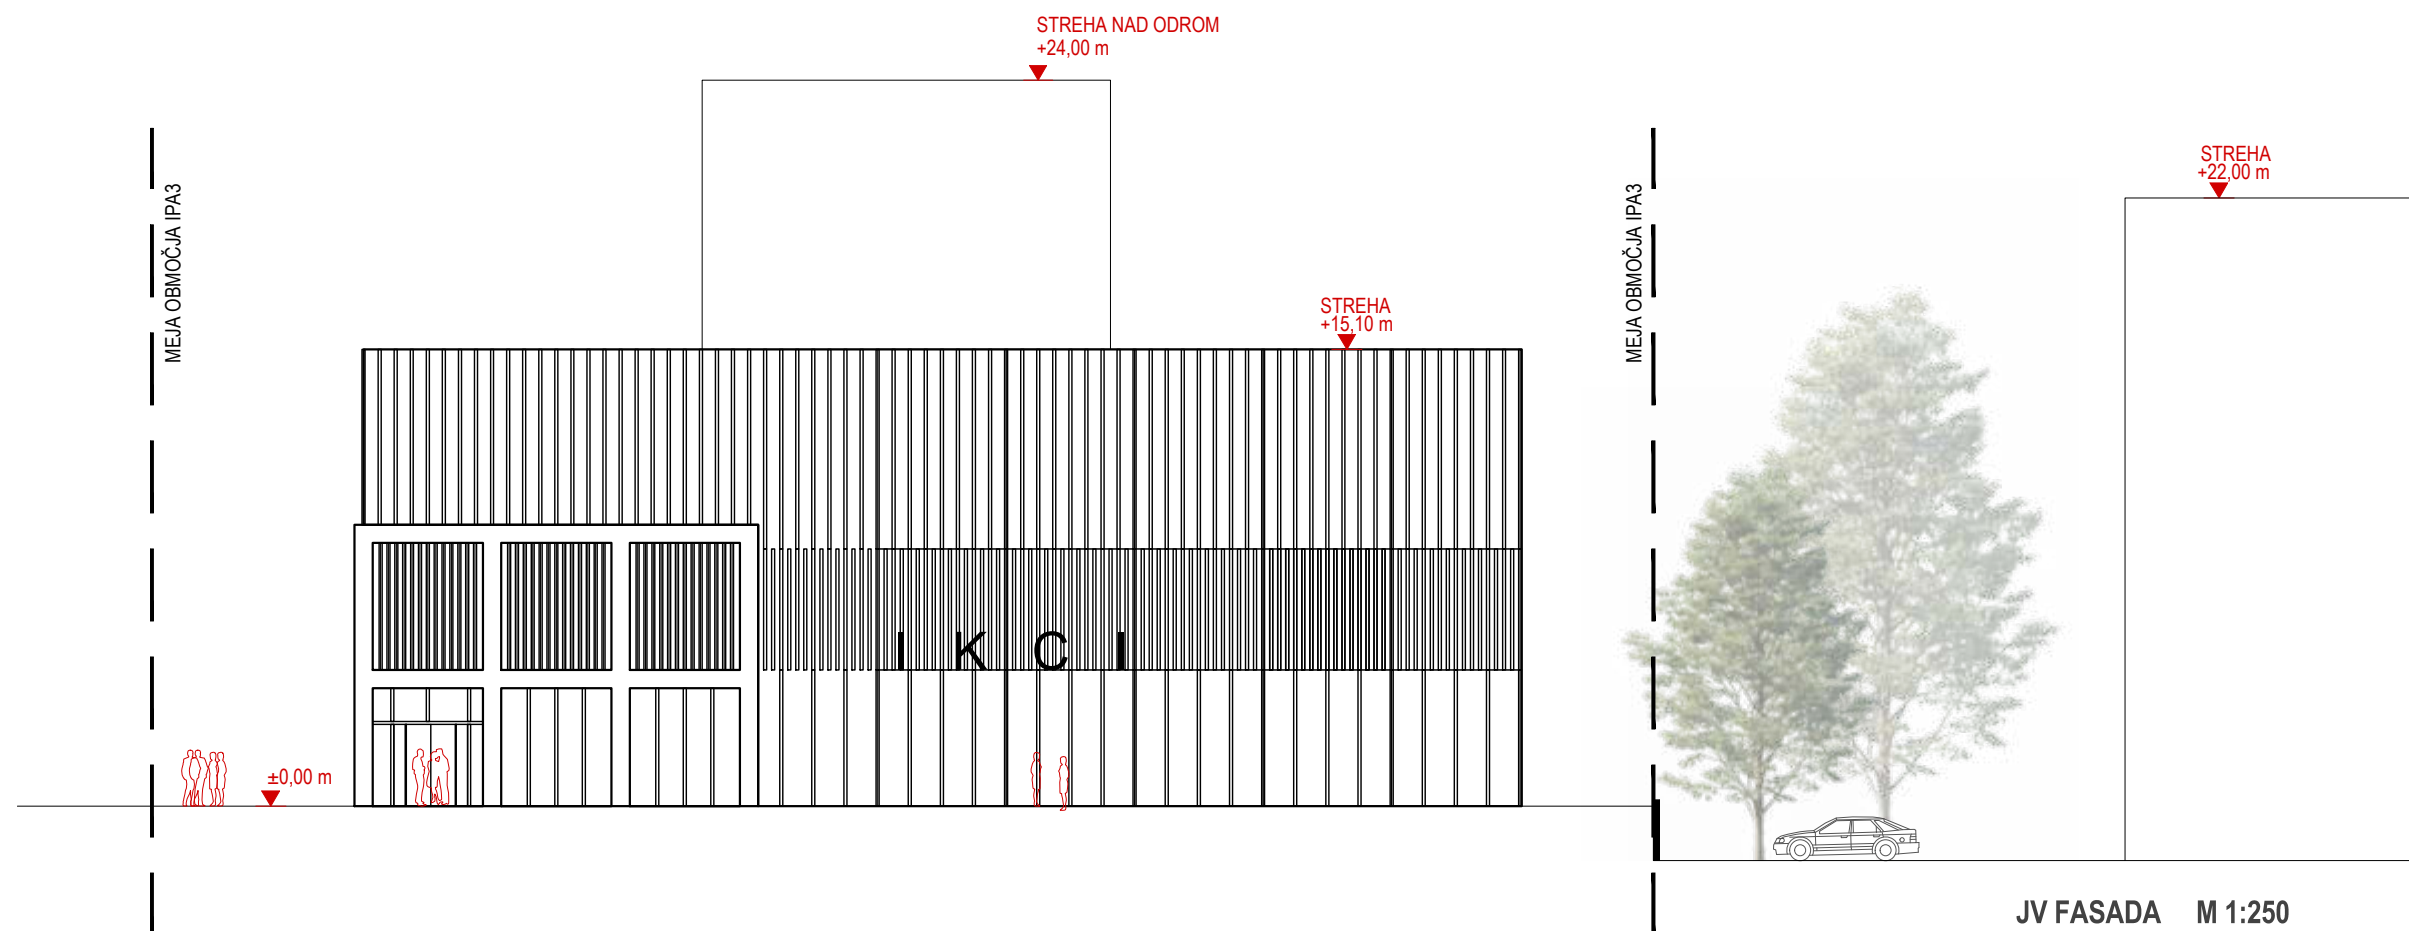 STREHA NAD ODROM
+24,00 m
MEJA OBMOČJA IPA3
MEJA OBMOČJA IPA3
STREHA
+22,00 m
STREHA
+15,10 m
I K C I
±0,00 m
JV FASADA M 1:250